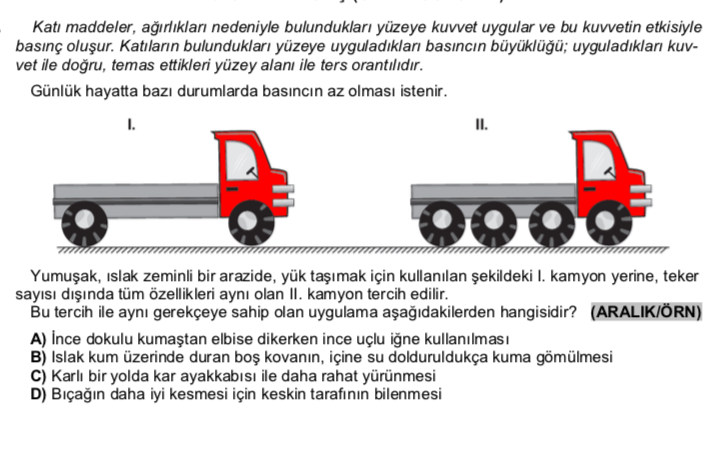 Katı maddeler, ağırlıkları nedeniyle bulundukları yüzeye kuvvet uygular ve bu kuvvetin etkisiyle
basınç oluşur. Katıların bulundukları yüzeye uyguladıkları basıncın büyüklüğü; uyguladıkları kuv-
vet ile doğru, temas ettikleri yüzey alanı ile ters orantılıdır.
Günlük hayatta bazı durumlarda basıncın az olması istenir.
I. II.
Yumuşak, ıslak zeminli bir arazide, yük taşımak için kullanılan şekildeki I. kamyon yerine, teker
sayısı dışında tüm özellikleri aynı olan II. kamyon tercih edilir.
Bu tercih ile aynı gerekçeye sahip olan uygulama aşağıdakilerden hangisidir? (ARALIK/ÖRN)
A) İnce dokulu kumaştan elbise dikerken ince uçlu iğne kullanılması
B) Islak kum üzerinde duran boş kovanın, içine su dolduruldukça kuma gömülmesi
C) Karlı bir yolda kar ayakkabısı ile daha rahat yürünmesi
D) Bıçağın daha iyi kesmesi için keskin tarafının bilenmesi